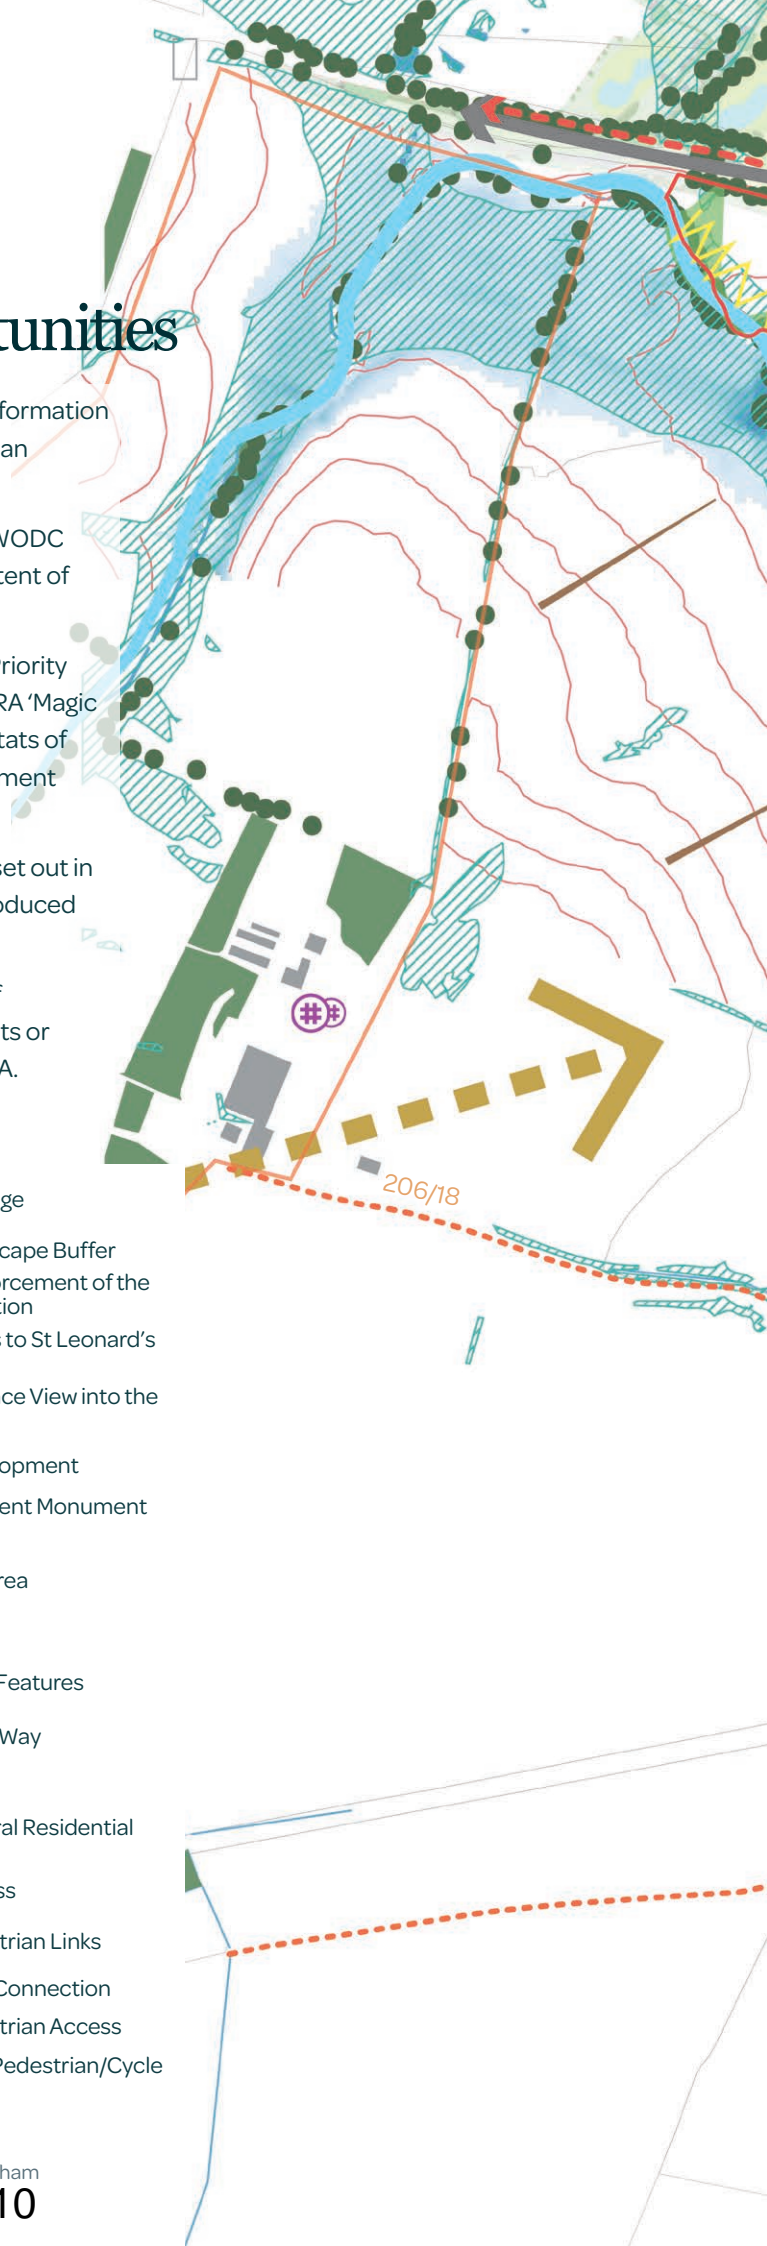 tunities
formation
an
WODC
tent of
riority
RA ‘Magic
tats of
ment
set out in
oduced
ts or
A.
ge
cape Buffer
orcement of the
tion
s to St Leonard’s
ce View into the
opment
ent Monument
rea
Features
Way
ral Residential
ss
trian Links
Connection
trian Access
Pedestrian/Cycle
206/18
ham
10